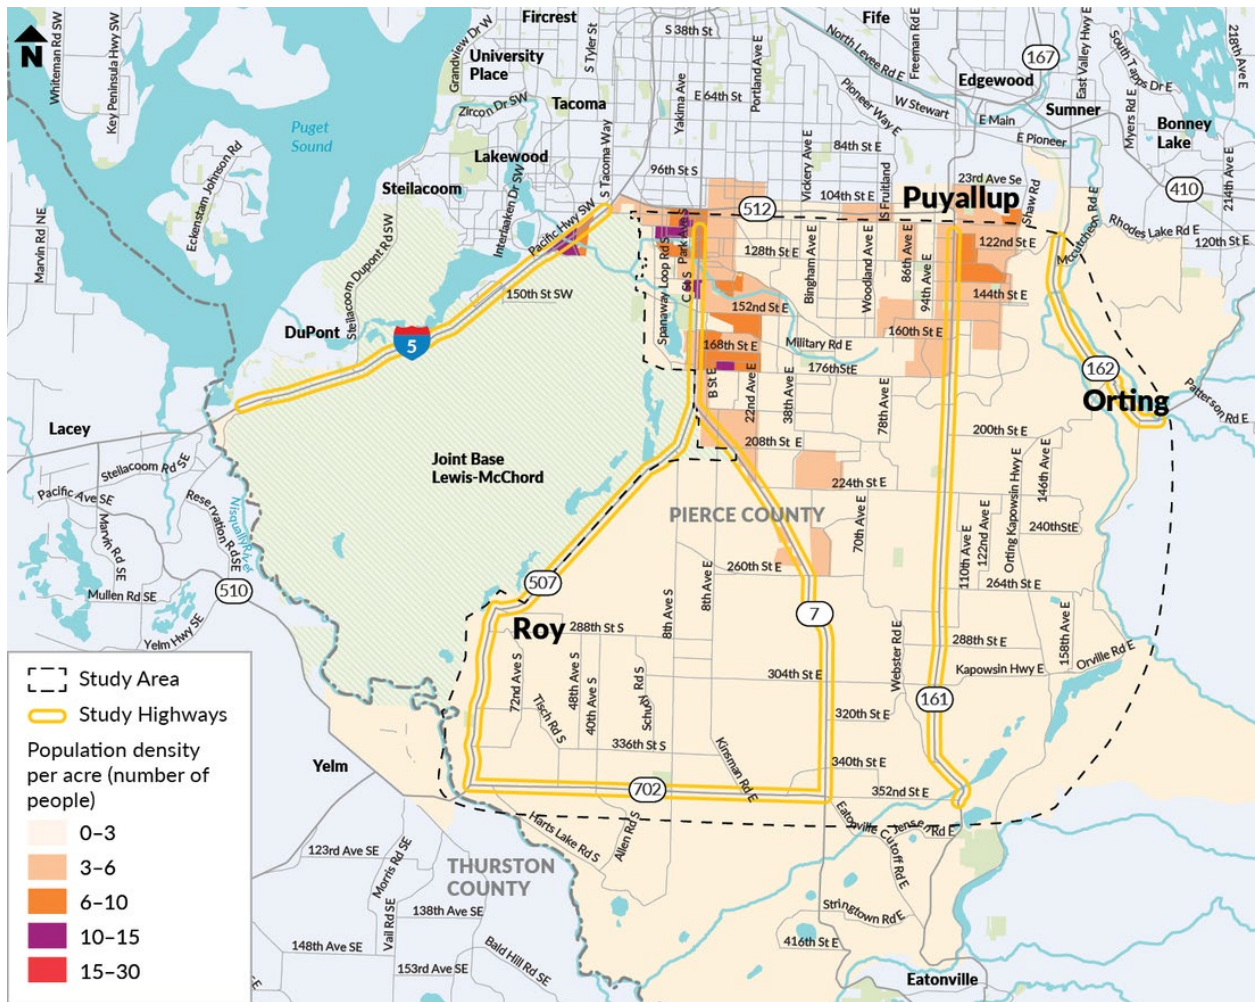 Fircrest
Fife
N
Whiteman Rd SW
Key Peninsula Hwy SW
Grandview Dr W
S Tyler St
S 38th St
Portland Ave E
North Levee Rd E
Freeman Rd E
167
East Valley Hwy E
South Tapps Dr E
218th Ave E
University
Place
Edgewood
Yakima Ave
E 64th St
Pioneer Way E
W Stewart
Sumner
Myers Rd E
Zircon Dr SW
Tacoma
E Main
E Pioneer
Bonney
Lake
Puget
Sound
Eckenstam Johnson Rd
Lakewood
Interlaaken Dr SW
S Tacoma Way
84th St E
Vickery Ave E
96th St S
Steilacoom
104th St E
S Fruitland
23rd Ave Se
Shaw Rd
410
214th Ave E
Puyallup
512
Pacific Hwy SW
Park Ave S
Mccutcheon Rd E
Rhodes Lake Rd E
120th St E
Marvin Rd NE
Steilacoom Dupont Rd SW
Spanaway Loop Rd S
C St S
128th St E
Bingham Ave E
Woodland Ave E
86th Ave E
94th Ave E
122nd St E
150th St SW
144th St E
152nd St E
DuPont
5
160th St E
168th St E
Military Rd E
176thStE
162
B St E
22nd Ave E
38th Ave E
78th Ave E
Orting
Patterson Rd E
Lacey
200th St E
Steilacoom Rd SE
Joint Base
Lewis-McChord
208th St E
Pacific Ave SE
Reservation Rd SE
Nisqually River
224th St E
Orting Kapowsin Hwy E
146th Ave E
Marvin Rd SE
PIERCE COUNTY
70th Ave E
110th Ave E
122nd Ave E
240thStE
260th St E
264th St E
507
510
Mullen Rd SE
8th Ave S
8th Ave E
7
Yelm Hwy SE
Roy
288th St S
Webster Rd E
288th St E
158th Ave E
Orville Rd E
Study Area
72nd Ave S
48th Ave S
40th Ave S
304th St E
Kapowsin Hwy E
Study Highways
Tisch Rd S
161
320th St E
Population density
per acre (number of
people)
Yelm
336th St S
Kinsman Rd E
340th St E
702
352nd St E
0–3
3–6
6–10
10–15
15–30
Harts Lake Rd S
Allen Rd S
Eatonville
Cutoff Rd E
Jensen Rd E
123rd Ave SE
Morris Rd SE
THURSTON
COUNTY
138th Ave SE
Vail Rd SE
Stringtown Rd E
148th Ave SE
153rd Ave SE
Bald Hill Rd SE
416th St E
Eatonville